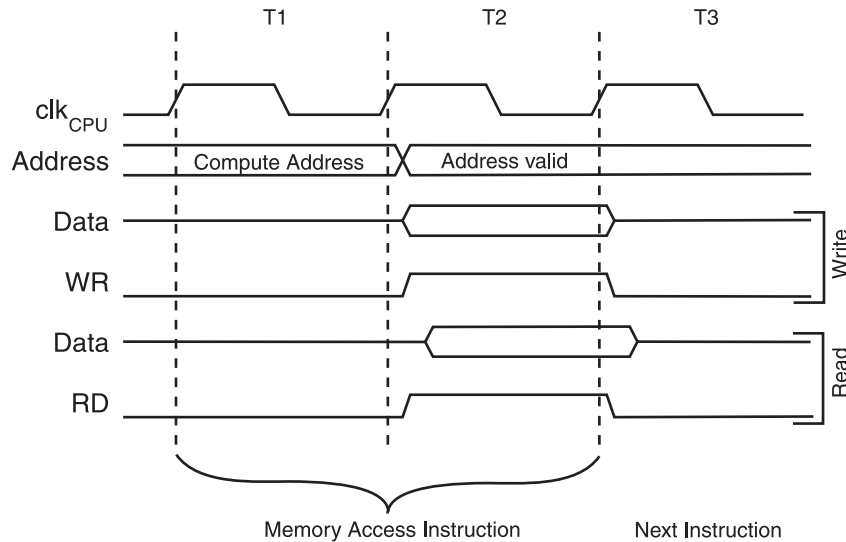 T1 T2 T3
clkCPU
Address Compute Address Address valid
Data
WR
Write
Data
RD
Read
Memory Access Instruction Next Instruction